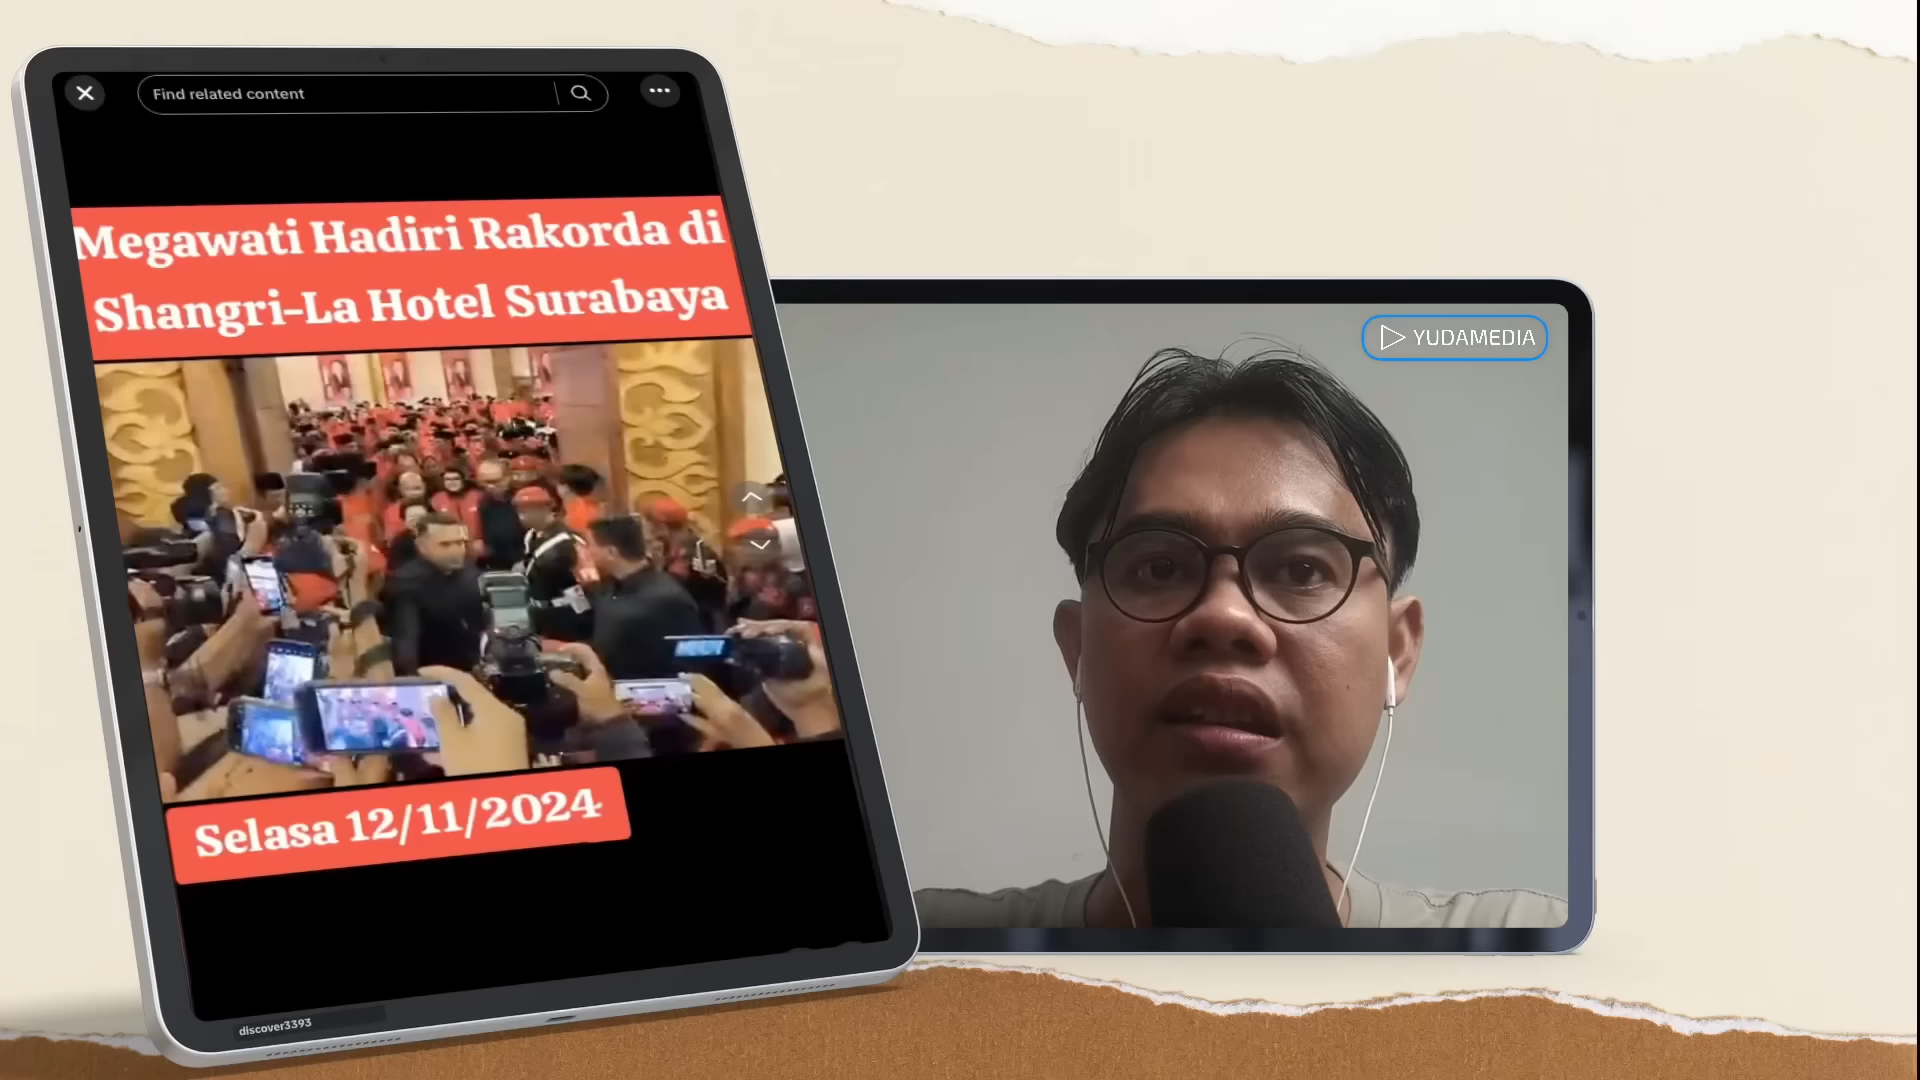 Find related content
Megawati Hadiri Rakorda di
Shangri-La Hotel Surabaya
Selasa 12/11/2024
discover3393
YUDAMEDIA